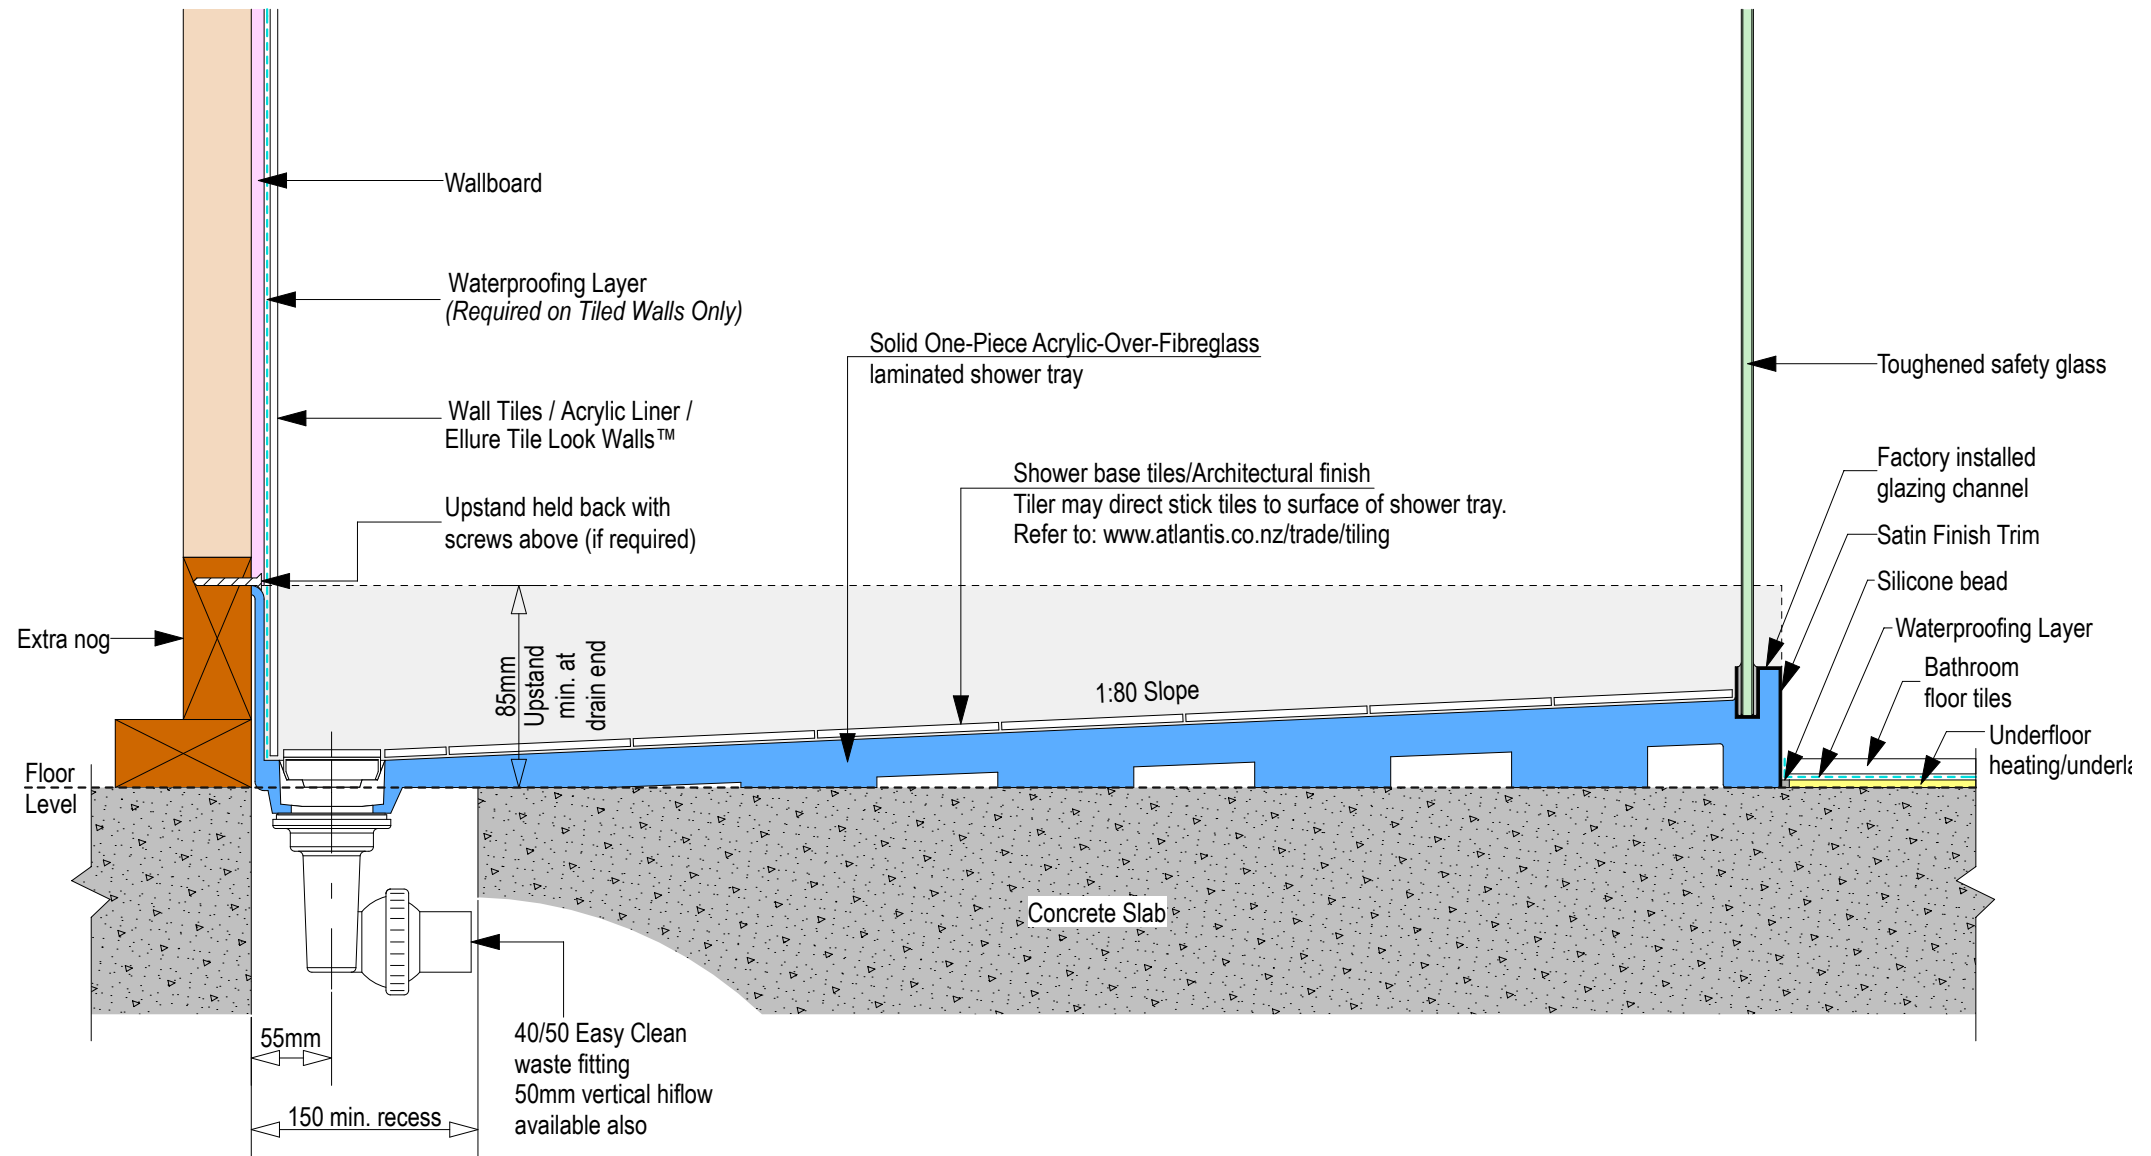 Wallboard
Waterproofing Layer
(Required on Tiled Walls Only)
Solid One-Piece Acrylic-Over-Fibreglass
laminated shower tray
Toughened safety glass
Wall Tiles / Acrylic Liner /
Ellure Tile Look Walls™
Shower base tiles/Architectural finish
Tiler may direct stick tiles to surface of shower tray.
Refer to: www.atlantis.co.nz/trade/tiling
Factory installed
glazing channel
Upstand held back with
screws above (if required)
Satin Finish Trim
Silicone bead
Extra nog
Waterproofing Layer
85mm
Upstand
min. at
drain end
1:80 Slope
Bathroom
floor tiles
Underfloor
heating/underla
Floor
Level
Concrete Slab
55mm
40/50 Easy Clean
waste fitting
50mm vertical hiflow
available also
150 min. recess